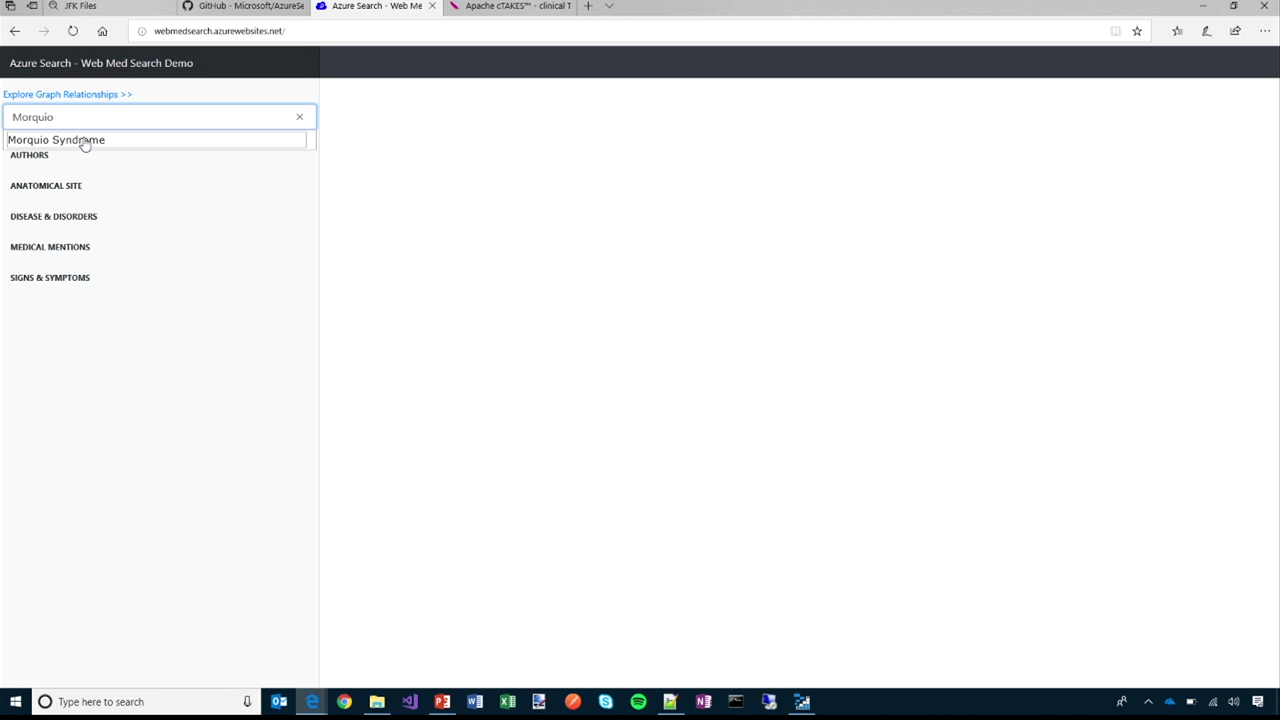 JFK Files
GitHub - Microsoft/AzureSe
Azure Search - Web Me
Apache cTAKES™ - clinical T
webmedsearch.azurewebsites.net/
Azure Search - Web Med Search Demo
Explore Graph Relationships >>
Morquio
Morquio Syndrome
AUTHORS
ANATOMICAL SITE
DISEASE & DISORDERS
MEDICAL MENTIONS
SIGNS & SYMPTOMS
Type here to search